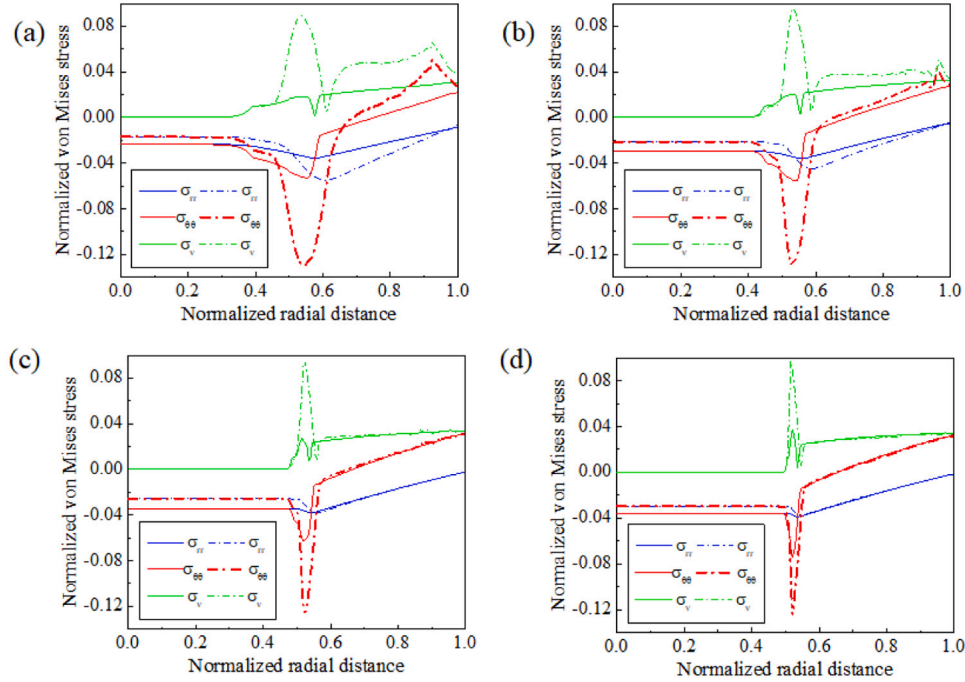 (a)
Normalized von Mises stress
0.08
0.04
0.00
-0.04
-0.08
-0.12
σrr σrr
σθθ σθθ
σv σv
0.0 0.2 0.4 0.6 0.8 1.0
Normalized radial distance
(b)
Normalized von Mises stress
0.08
0.04
0.00
-0.04
-0.08
-0.12
σrr σrr
σθθ σθθ
σv σv
0.0 0.2 0.4 0.6 0.8 1.0
Normalized radial distance
(c)
Normalized von Mises stress
0.08
0.04
0.00
-0.04
-0.08
-0.12
σrr σrr
σθθ σθθ
σv σv
0.0 0.2 0.4 0.6 0.8 1.0
Normalized radial distance
(d)
Normalized von Mises stress
0.08
0.04
0.00
-0.04
-0.08
-0.12
σrr σrr
σθθ σθθ
σv σv
0.0 0.2 0.4 0.6 0.8 1.0
Normalized radial distance